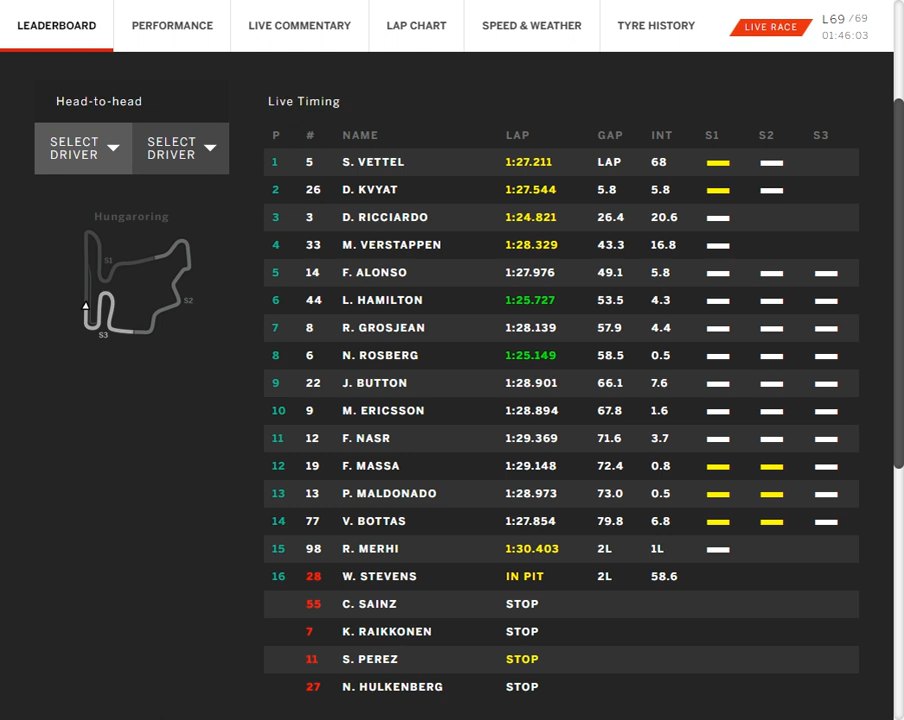 LEADERBOARD PERFORMANCE LIVE COMMENTARY LAP CHART SPEED & WEATHER TYRE HISTORY LIVE RACE L69 /69
01:46:03
Head-to-head
SELECT DRIVER SELECT DRIVER
Hungaroring
S1
S2
S3
Live Timing
P # NAME LAP GAP INT S1 S2 S3
1 5 S. VETTEL 1:27.211 LAP 68
2 26 D. KVYAT 1:27.544 5.8 5.8
3 3 D. RICCIARDO 1:24.821 26.4 20.6
4 33 M. VERSTAPPEN 1:28.329 43.3 16.8
5 14 F. ALONSO 1:27.976 49.1 5.8
6 44 L. HAMILTON 1:25.727 53.5 4.3
7 8 R. GROSJEAN 1:28.139 57.9 4.4
8 6 N. ROSBERG 1:25.149 58.5 0.5
9 22 J. BUTTON 1:28.901 66.1 7.6
10 9 M. ERICSSON 1:28.894 67.8 1.6
11 12 F. NASR 1:29.369 71.6 3.7
12 19 F. MASSA 1:29.148 72.4 0.8
13 13 P. MALDONADO 1:28.973 73.0 0.5
14 77 V. BOTTAS 1:27.854 79.8 6.8
15 98 R. MERHI 1:30.403 2L 1L
16 28 W. STEVENS IN PIT 2L 58.6
55 C. SAINZ STOP
7 K. RAIKKONEN STOP
11 S. PEREZ STOP
27 N. HULKENBERG STOP